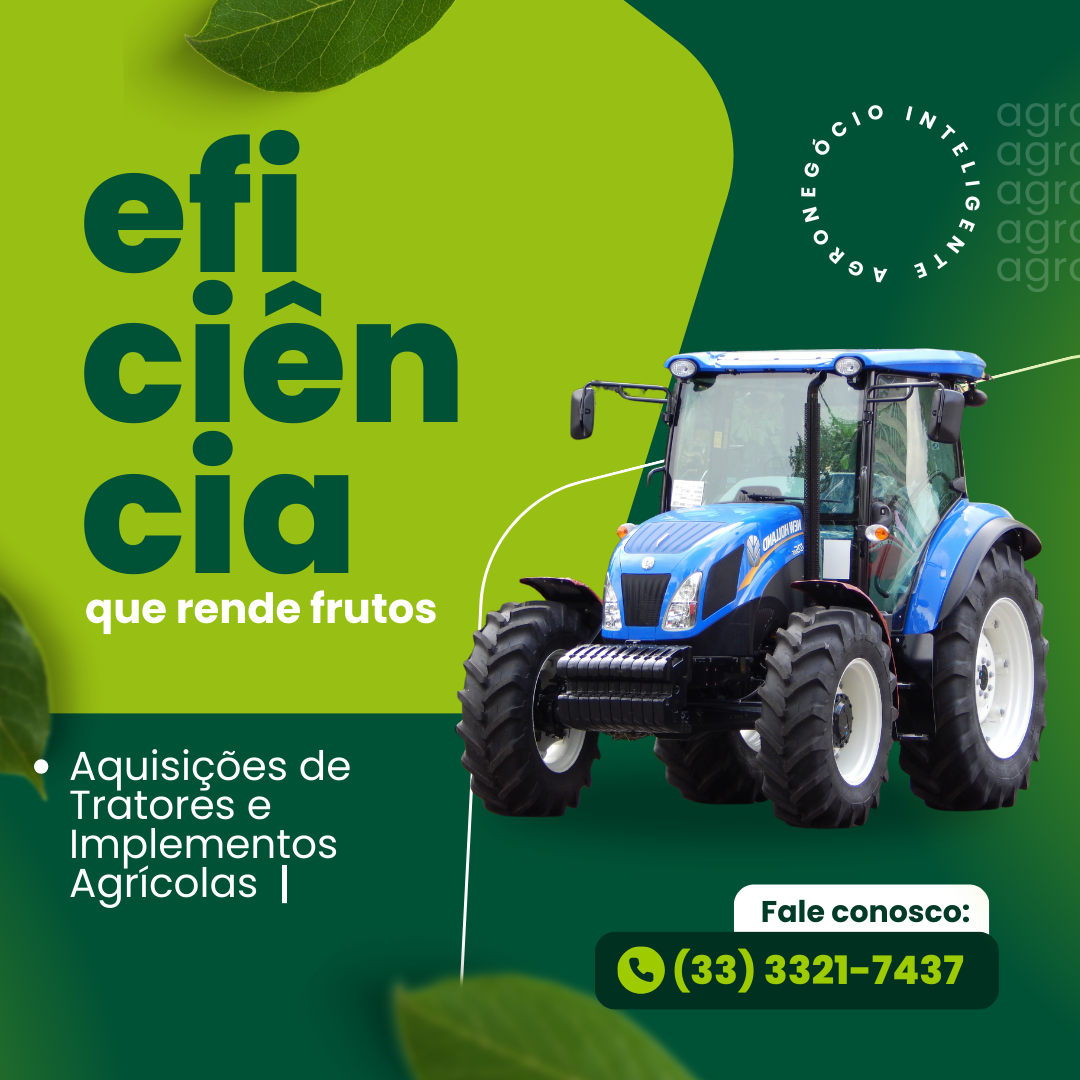 efi
ciên
cia
que rende frutos
AGRONEGÓCIO INTELIGENTE
agro
agro
agro
agro
agro
NEW HOLLAND
• Aquisições de
Tratores e
Implementos
Agrícolas |
Fale conosco:
(33) 3321-7437